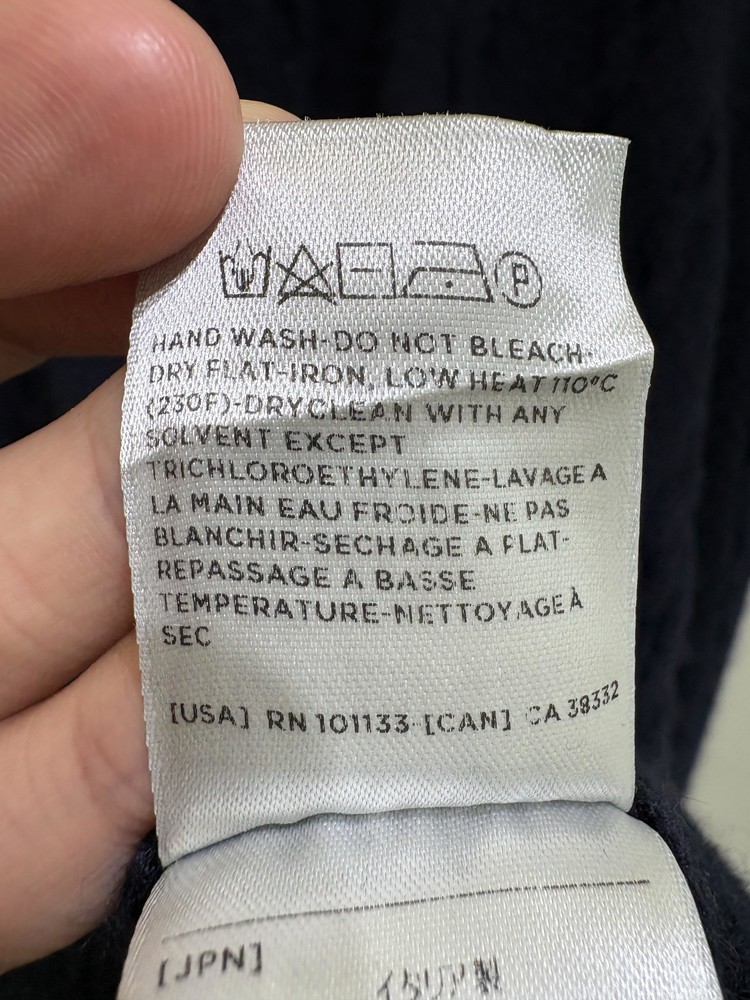 HAND WASH-DO NOT BLEACH-
DRY FLAT-IRON, LOW HEAT 110°C
(230F)-DRYCLEAN WITH ANY
SOLVENT EXCEPT
TRICHLOROETHYLENE-LAVAGE A
LA MAIN EAU FROIDE-NE PAS
BLANCHIR-SECHAGE A PLAT-
REPASSAGE A BASSE
TEMPERATURE-NETTOYAGE À
SEC
[USA] RN 101133-[CAN] CA 38332
[JPN] イタリア製